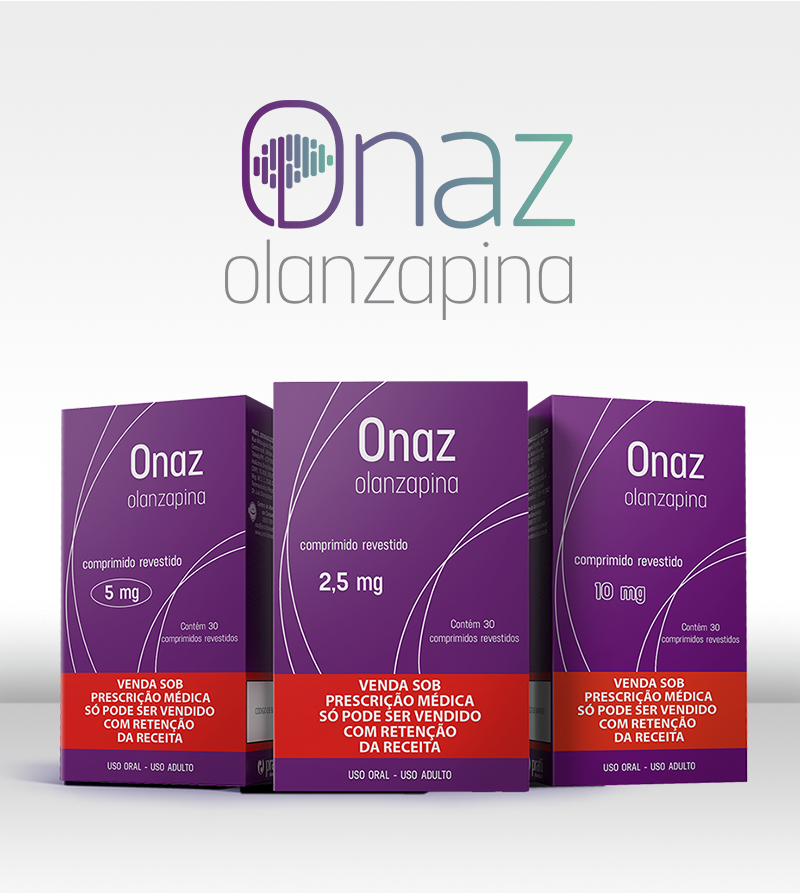 Onaz
olanzapina
Onaz
olanzapina
comprimido revestido
5 mg
Contém 30
comprimidos revestidos
VENDA SOB
PRESCRIÇÃO MÉDICA
SÓ PODE SER VENDIDO
COM RETENÇÃO
DA RECEITA
USO ORAL - USO ADULTO
Onaz
olanzapina
comprimido revestido
2,5 mg
Contém 30
comprimidos revestidos
VENDA SOB
PRESCRIÇÃO MÉDICA
SÓ PODE SER VENDIDO
COM RETENÇÃO
DA RECEITA
USO ORAL - USO ADULTO
Onaz
olanzapina
comprimido revestido
10 mg
Contém 30
comprimidos revestidos
VENDA SOB
PRESCRIÇÃO MÉDICA
SÓ PODE SER VENDIDO
COM RETENÇÃO
DA RECEITA
USO ORAL - USO ADULTO